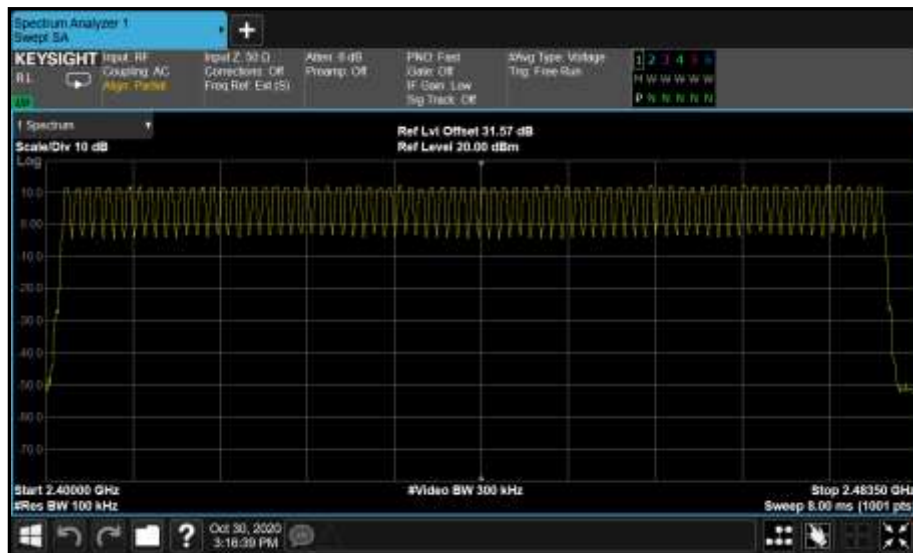 Spectrum Analyzer 1
Swept SA
+
KEYSIGHT
RL
Input: RF
Coupling: AC
Align: Partial
Input Z: 50 Ω
Corrections: Off
Freq Ref: Ext (S)
Atten: 8 dB
Preamp: Off
PNO: Fast
Gate: Off
IF Gain: Low
Sig Track: Off
#Avg Type: Voltage
Trig: Free Run
1 2 3 4 5 6
M W W W W W
P N N N N N
1 Spectrum
Scale/Div 10 dB
Ref Lvl Offset 31.57 dB
Ref Level 20.00 dBm
Log
10.0
0.00
-10.0
-20.0
-30.0
-40.0
-50.0
-60.0
-70.0
Start 2.40000 GHz
#Res BW 100 kHz
#Video BW 300 kHz
Stop 2.48350 GHz
Sweep 8.00 ms (1001 pts)
?
Oct 30, 2020
3:16:39 PM